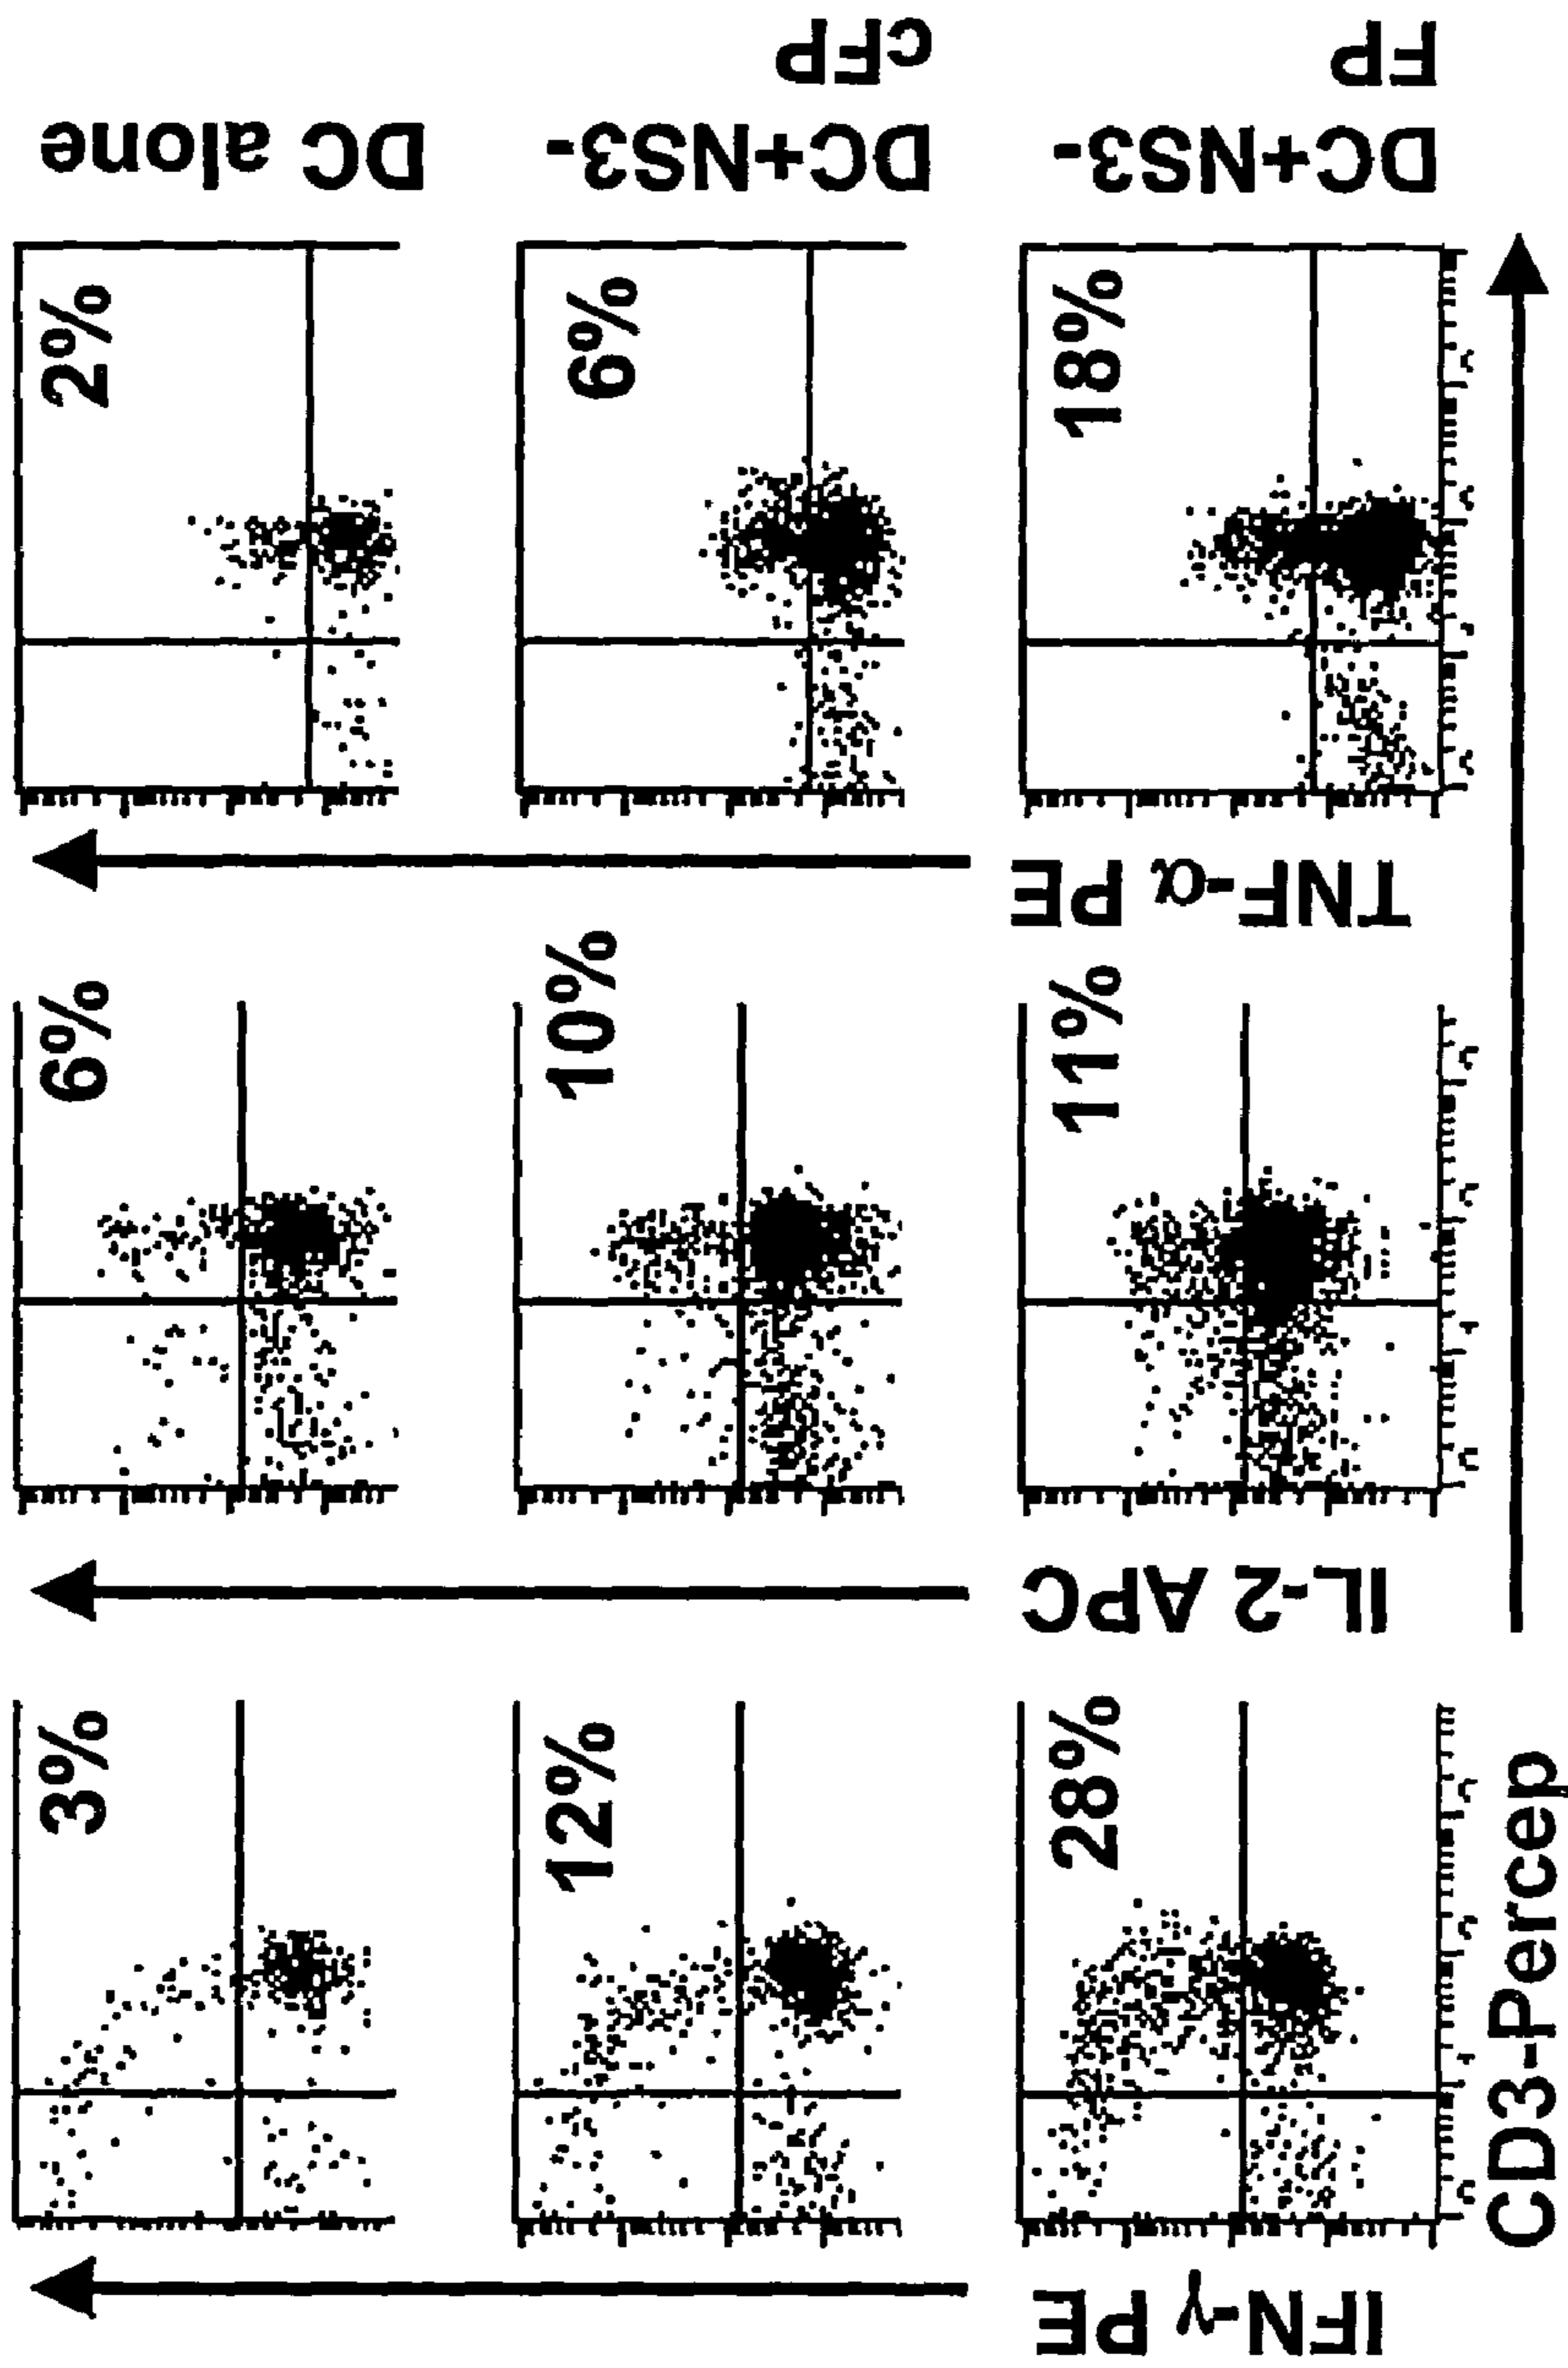 3%
6%
2%
DC alone
12%
10%
6%
DC+NS3-
cFP
28%
11%
18%
DC+NS3-
FP
IFN-γ PE
IL-2 APC
TNF-α PE
CD3-Percep